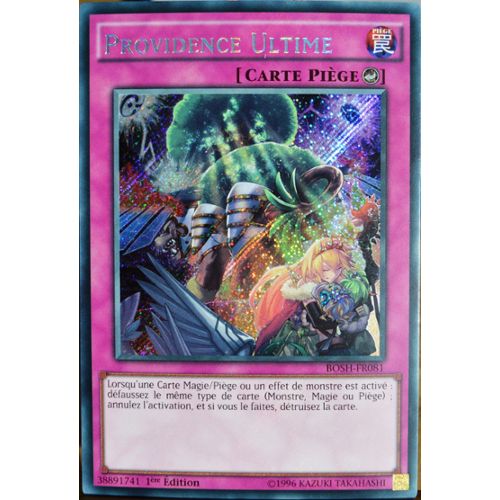 Providence Ultime
PIÈGE
罠
[Carte Piège]
BOSH-FR081
Lorsqu'une Carte Magie/Piège ou un effet de monstre est activé :
défaussez le même type de carte (Monstre, Magie ou Piège) ;
annulez l'activation, et si vous le faites, détruisez la carte.
38891741 1ère Edition
©1996 KAZUKI TAKAHASHI